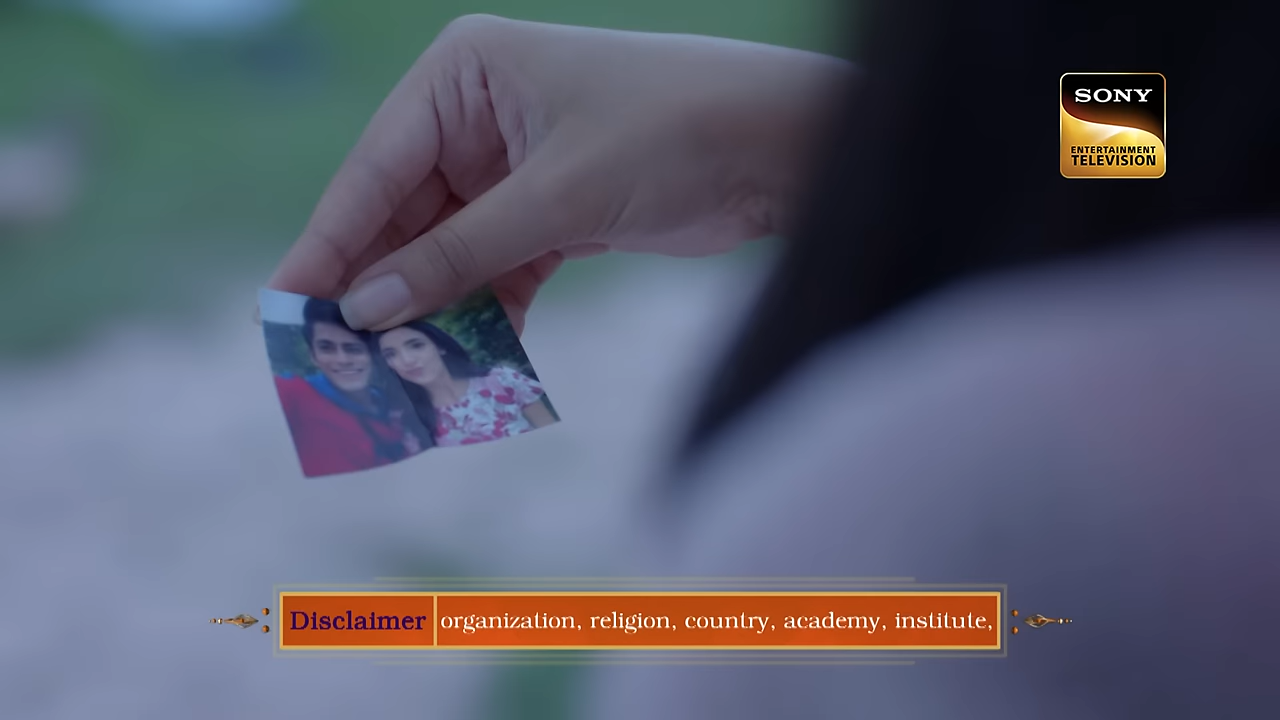 SONY
ENTERTAINMENT
TELEVISION
Disclaimer organization, religion, country, academy, institute,